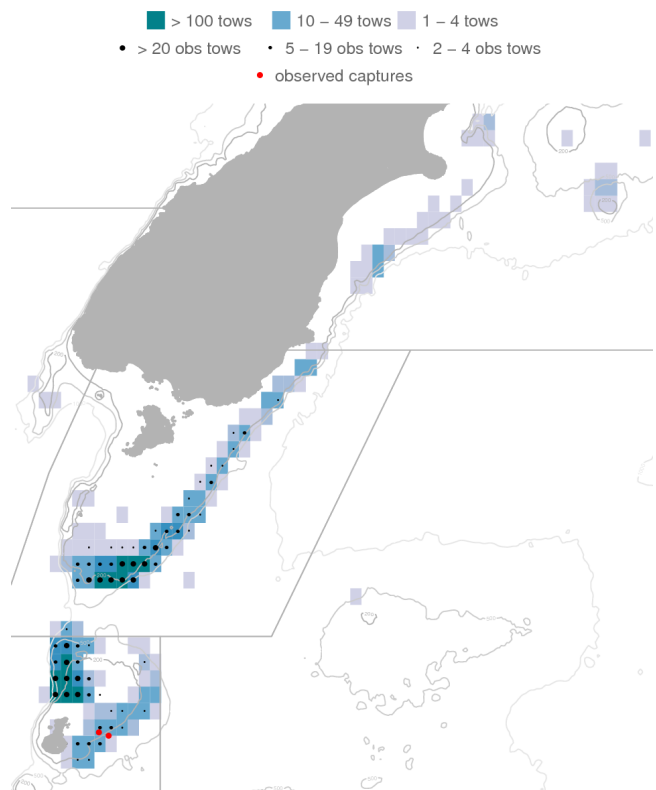 > 100 tows 10 − 49 tows 1 − 4 tows
> 20 obs tows 5 − 19 obs tows 2 − 4 obs tows
observed captures